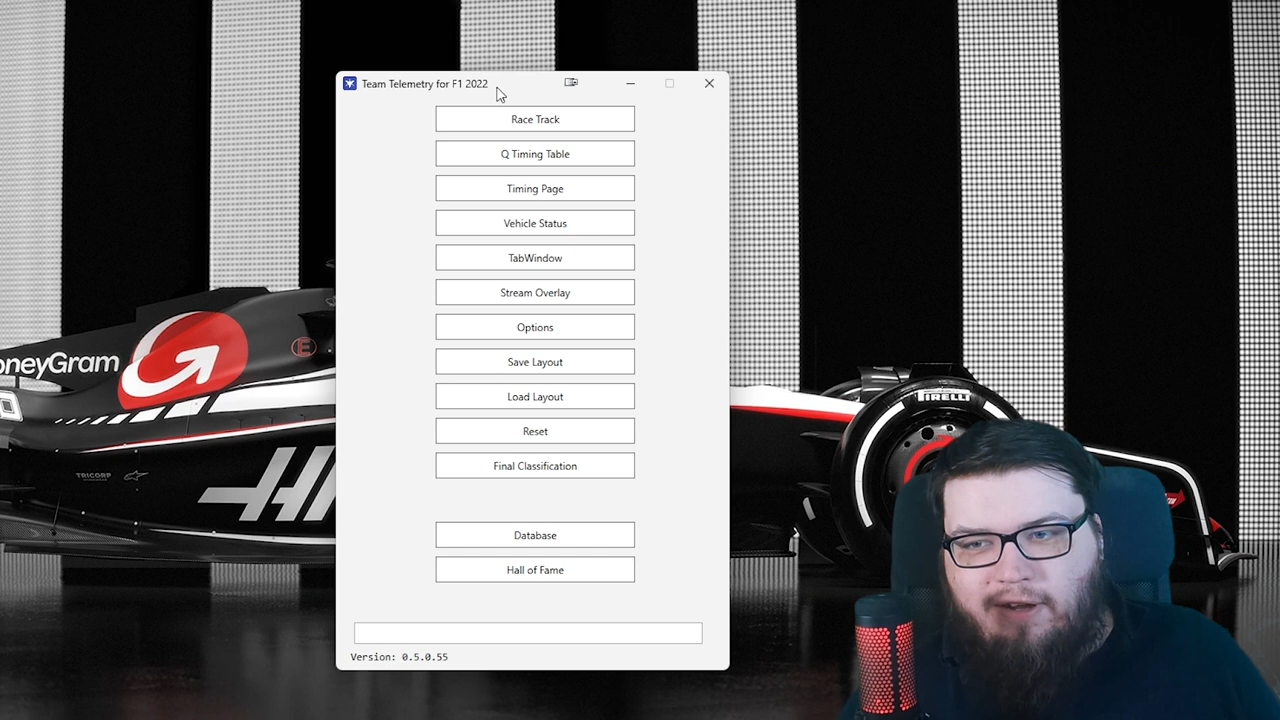 Team Telemetry for F1 2022
Race Track
Q Timing Table
Timing Page
Vehicle Status
TabWindow
Stream Overlay
Options
Save Layout
Load Layout
Reset
Final Classification
Database
Hall of Fame
Version: 0.5.0.55
oneyGram
TRICORP
PIRELLI